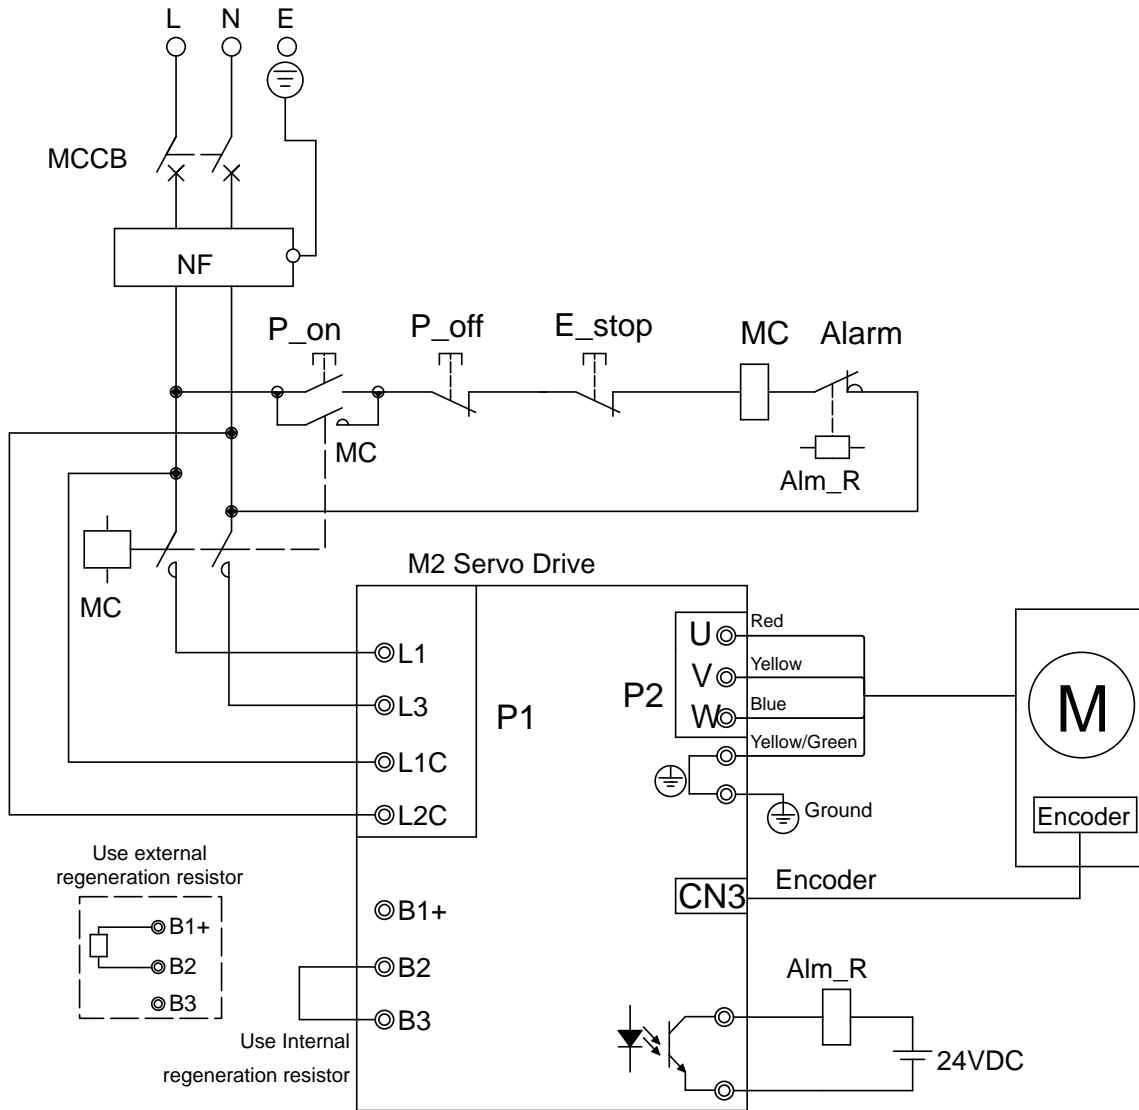 L N E
MCCB
NF
P_on P_off E_stop MC Alarm
MC
Alm_R
MC
M2 Servo Drive
L1
L3
L1C
L2C
P1
P2
U
V
W
Red
Yellow
Blue
Yellow/Green
Ground
M
Encoder
CN3
Encoder
Use external
regeneration resistor
B1+
B2
B3
B1+
B2
B3
Use Internal
regeneration resistor
Alm_R
24VDC